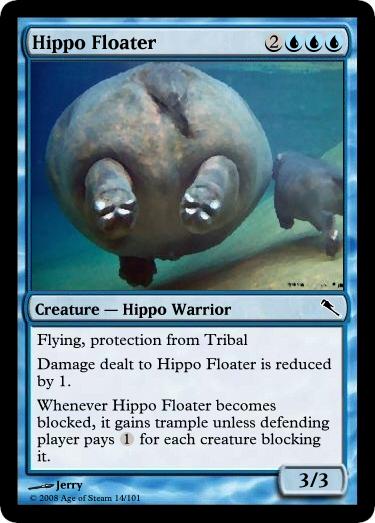 Hippo Floater 2
Creature — Hippo Warrior
Flying, protection from Tribal
Damage dealt to Hippo Floater is reduced
by 1.
Whenever Hippo Floater becomes
blocked, it gains trample unless defending
player pays 1 for each creature blocking
it.
Jerry
3/3
© 2008 Age of Steam 14/101